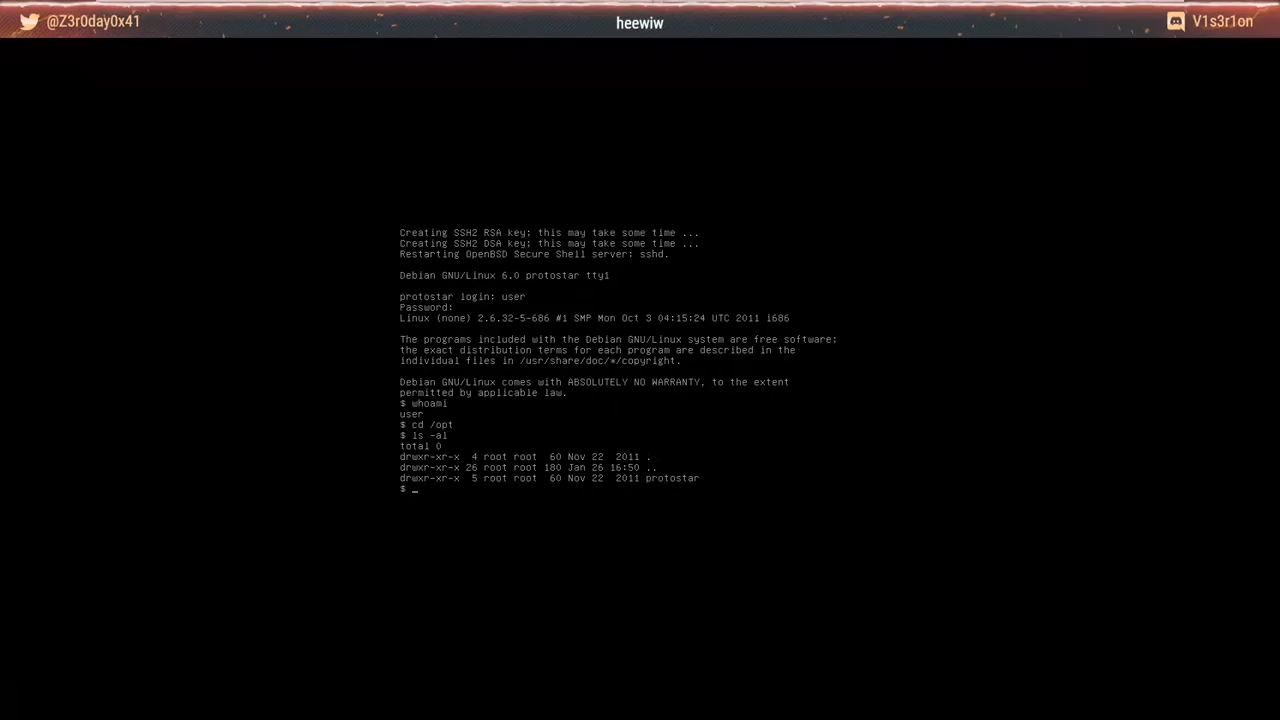 @Z3r0day0x41
heewiw
V1s3r1on
Creating SSH2 RSA key; this may take some time ...
Creating SSH2 DSA key; this may take some time ...
Restarting OpenBSD Secure Shell server: sshd.
Debian GNU/Linux 6.0 protostar tty1
protostar login: user
Password:
Linux (none) 2.6.32-5-686 #1 SMP Mon Oct 3 04:15:24 UTC 2011 i686
The programs included with the Debian GNU/Linux system are free software;
the exact distribution terms for each program are described in the
individual files in /usr/share/doc/*/copyright.
Debian GNU/Linux comes with ABSOLUTELY NO WARRANTY, to the extent
permitted by applicable law.
$ whoami
user
$ cd /opt
$ ls -al
total 0
drwxr-xr-x  4 root root  60 Nov 22  2011 .
drwxr-xr-x 26 root root 180 Jan 26 16:50 ..
drwxr-xr-x  5 root root  60 Nov 22  2011 protostar
$ _